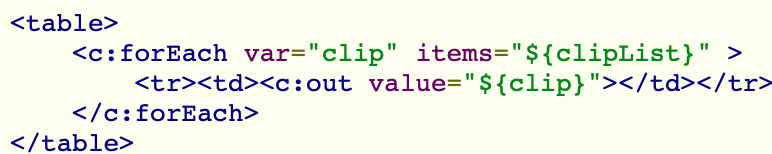 <table>
    <c:forEach var="clip" items="${clipList}" >
        <tr><td><c:out value="${clip}"></td></tr>
    </c:forEach>
</table>